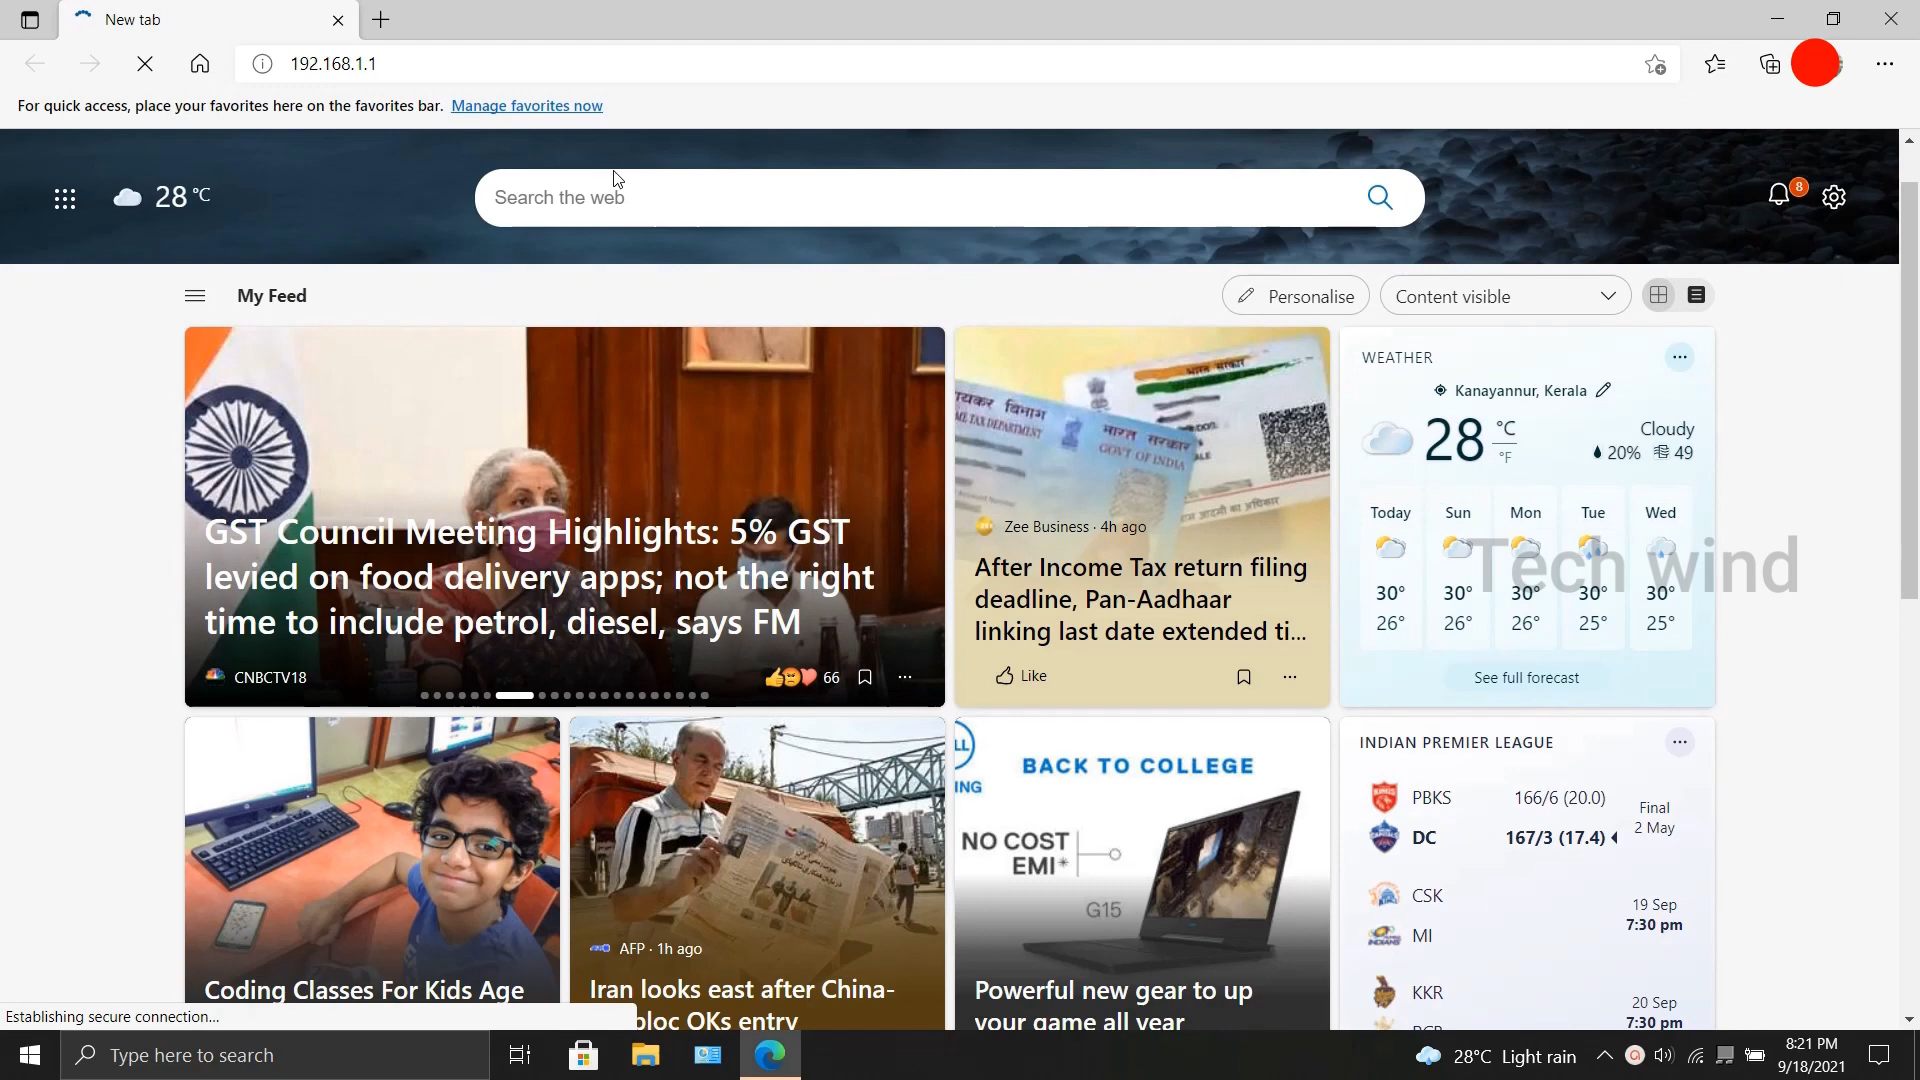 New tab
192.168.1.1
For quick access, place your favorites here on the favorites bar. Manage favorites now
28 °C
Search the web
8
My Feed
Personalise
Content visible
GST Council Meeting Highlights: 5% GST
levied on food delivery apps; not the right
time to include petrol, diesel, says FM
CNBCTV18
66
आयकर विभाग
भारत सरकार
GOVT OF INDIA
भारत सरकार
Zee Business · 4h ago
After Income Tax return filing
deadline, Pan-Aadhaar
linking last date extended ti...
Like
WEATHER
Kanayannur, Kerala
28 °C
°F
Cloudy
20% 49
Today Sun Mon Tue Wed
30° 30° 30° 30° 30°
26° 26° 26° 25° 25°
See full forecast
Tech wind
Coding Classes For Kids Age
AFP · 1h ago
Iran looks east after China-
bloc OKs entry
BACK TO COLLEGE
NO COST
EMI*
G15
Powerful new gear to up
your game all year
INDIAN PREMIER LEAGUE
PBKS 166/6 (20.0)
DC 167/3 (17.4)
Final
2 May
CSK
MI
19 Sep
7:30 pm
KKR
20 Sep
7:30 pm
Establishing secure connection...
Type here to search
28°C Light rain
8:21 PM
9/18/2021